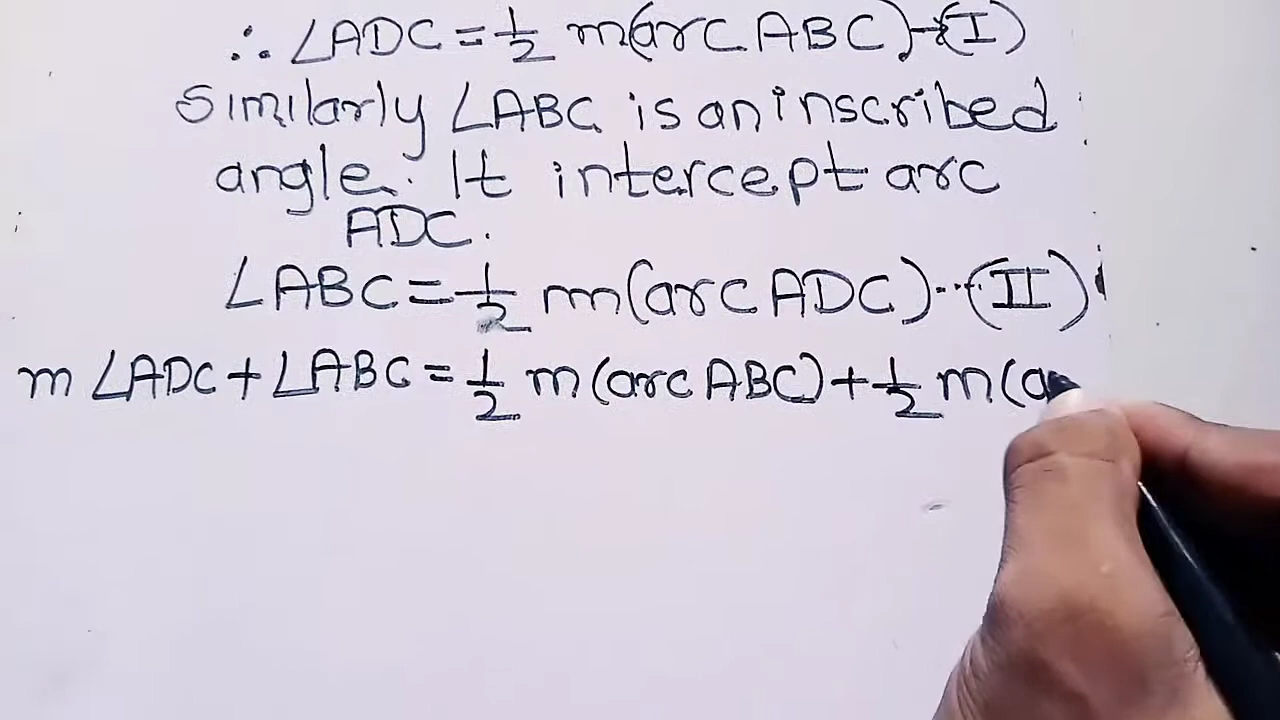 ∴ ∠ADC = 1/2 m(arc ABC) - (I)
Similarly ∠ABC is an inscribed
angle. It intercept arc
ADC.
∠ABC = 1/2 m(arc ADC)...(II)
m∠ADC + ∠ABC = 1/2 m(arc ABC) + 1/2 m(a